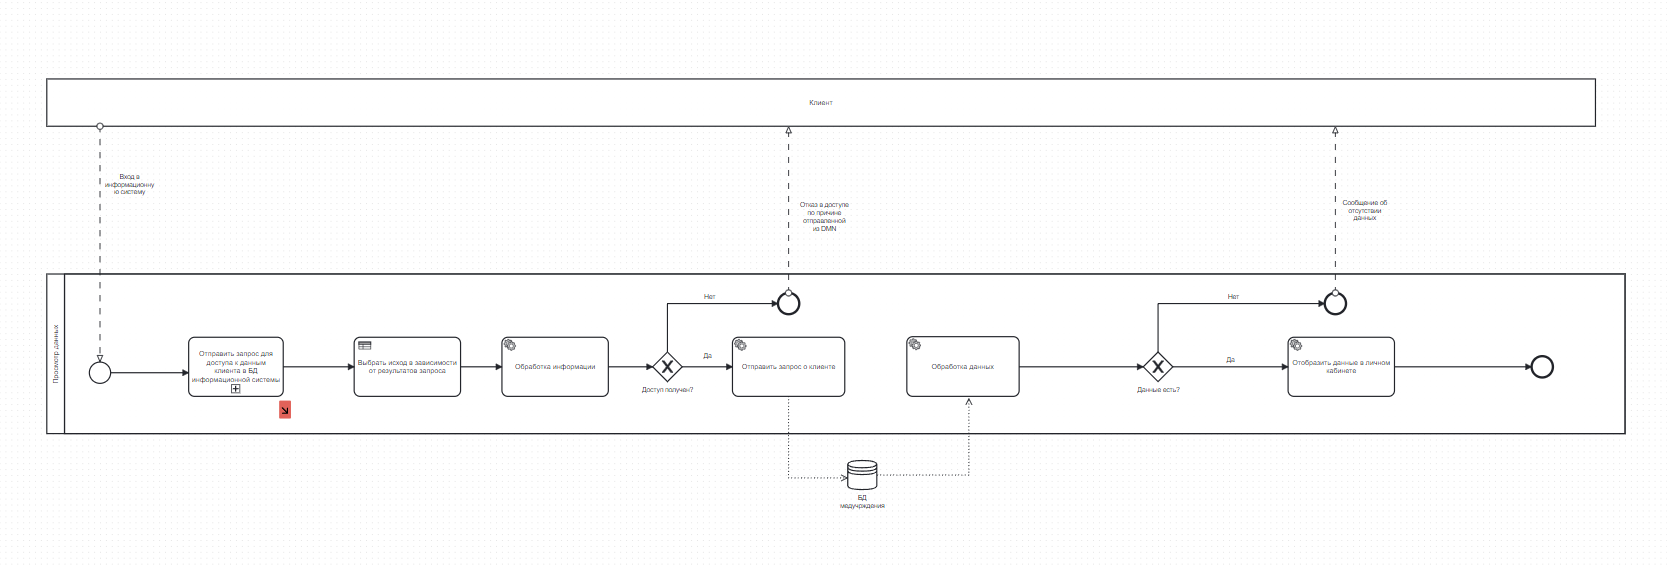 Клиент
Вход в
информационну
ю систему
Отказ в доступе
по причине
отправленной
из DMN
Сообщение об
отсутствии
данных
Просмотр данных
Нет
Нет
Отправить запрос для
доступа к данным
клиента в БД
информационной системы
Выбрать исход в зависимости
от результатов запроса
Обработка информации
Доступ получен?
Да
Отправить запрос о клиенте
Обработка данных
Данные есть?
Да
Отобразить данные в личном
кабинете
БД
медучрждения